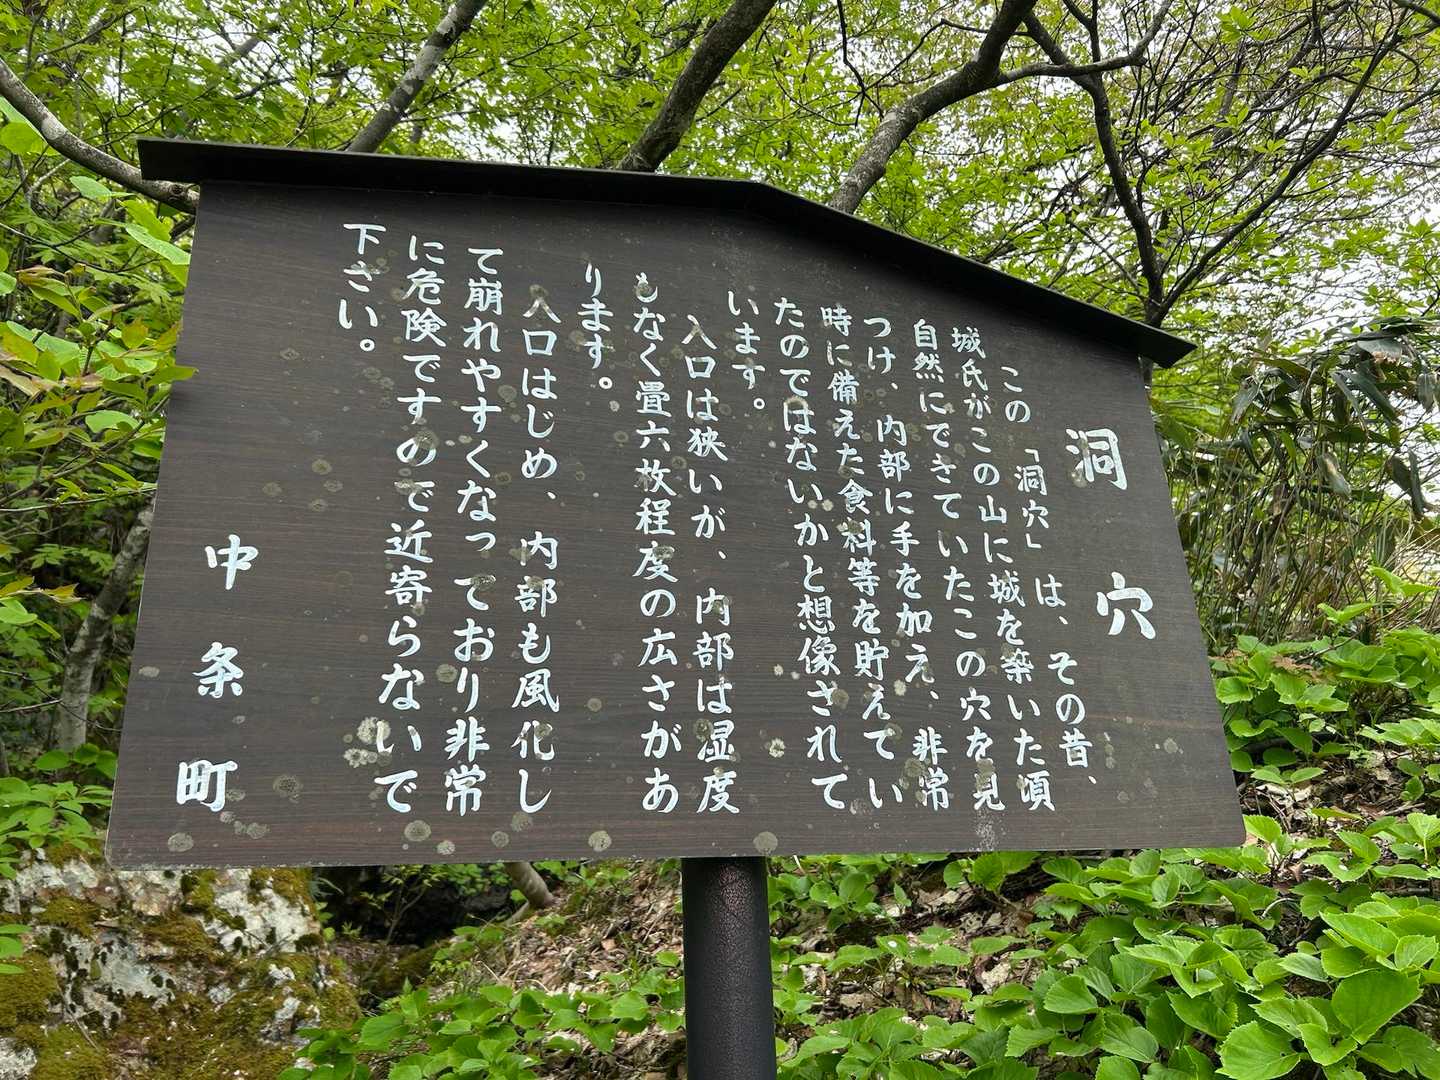 洞穴
この「洞穴」は、その昔、
城氏がこの山に城を築いた頃
自然にできていたこの穴を見
つけ、内部に手を加え、非常
時に備えた食料等を貯えてい
たのではないかと想像されて
います。
入口は狭いが、内部は湿度
もなく畳六枚程度の広さがあ
ります。
入口はじめ、内部も風化し
て崩れやすくなっており非常
に危険ですので近寄らないで
下さい。
中条町